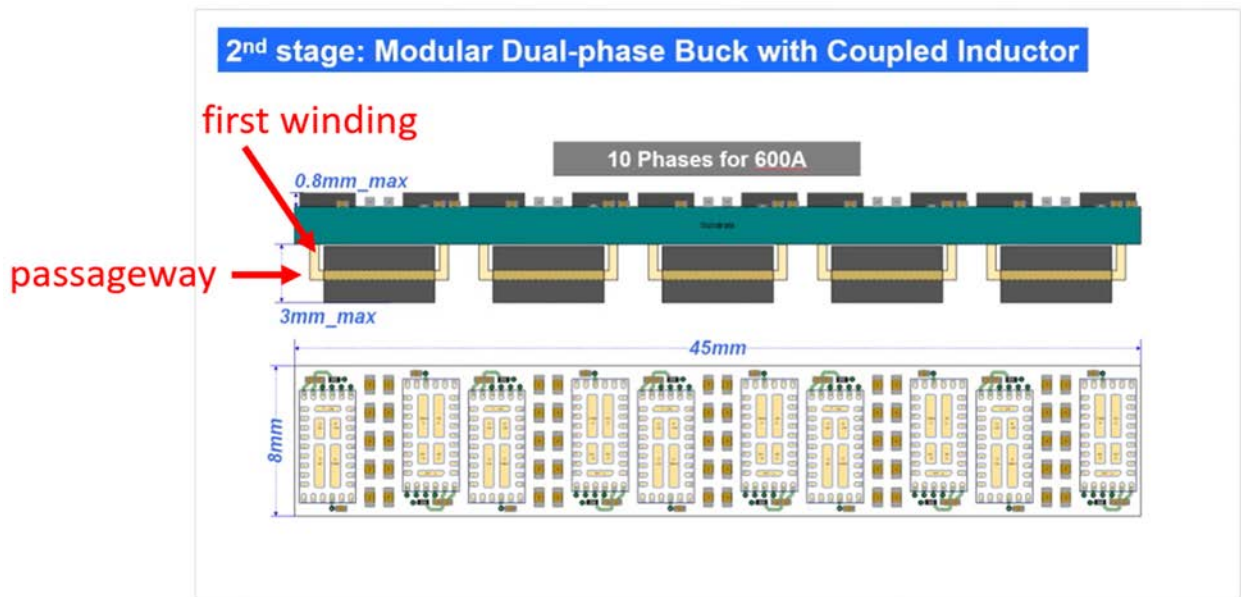 2nd stage: Modular Dual-phase Buck with Coupled Inductor
first winding
10 Phases for 600A
0.8mm_max
passageway
3mm_max
45mm
8mm